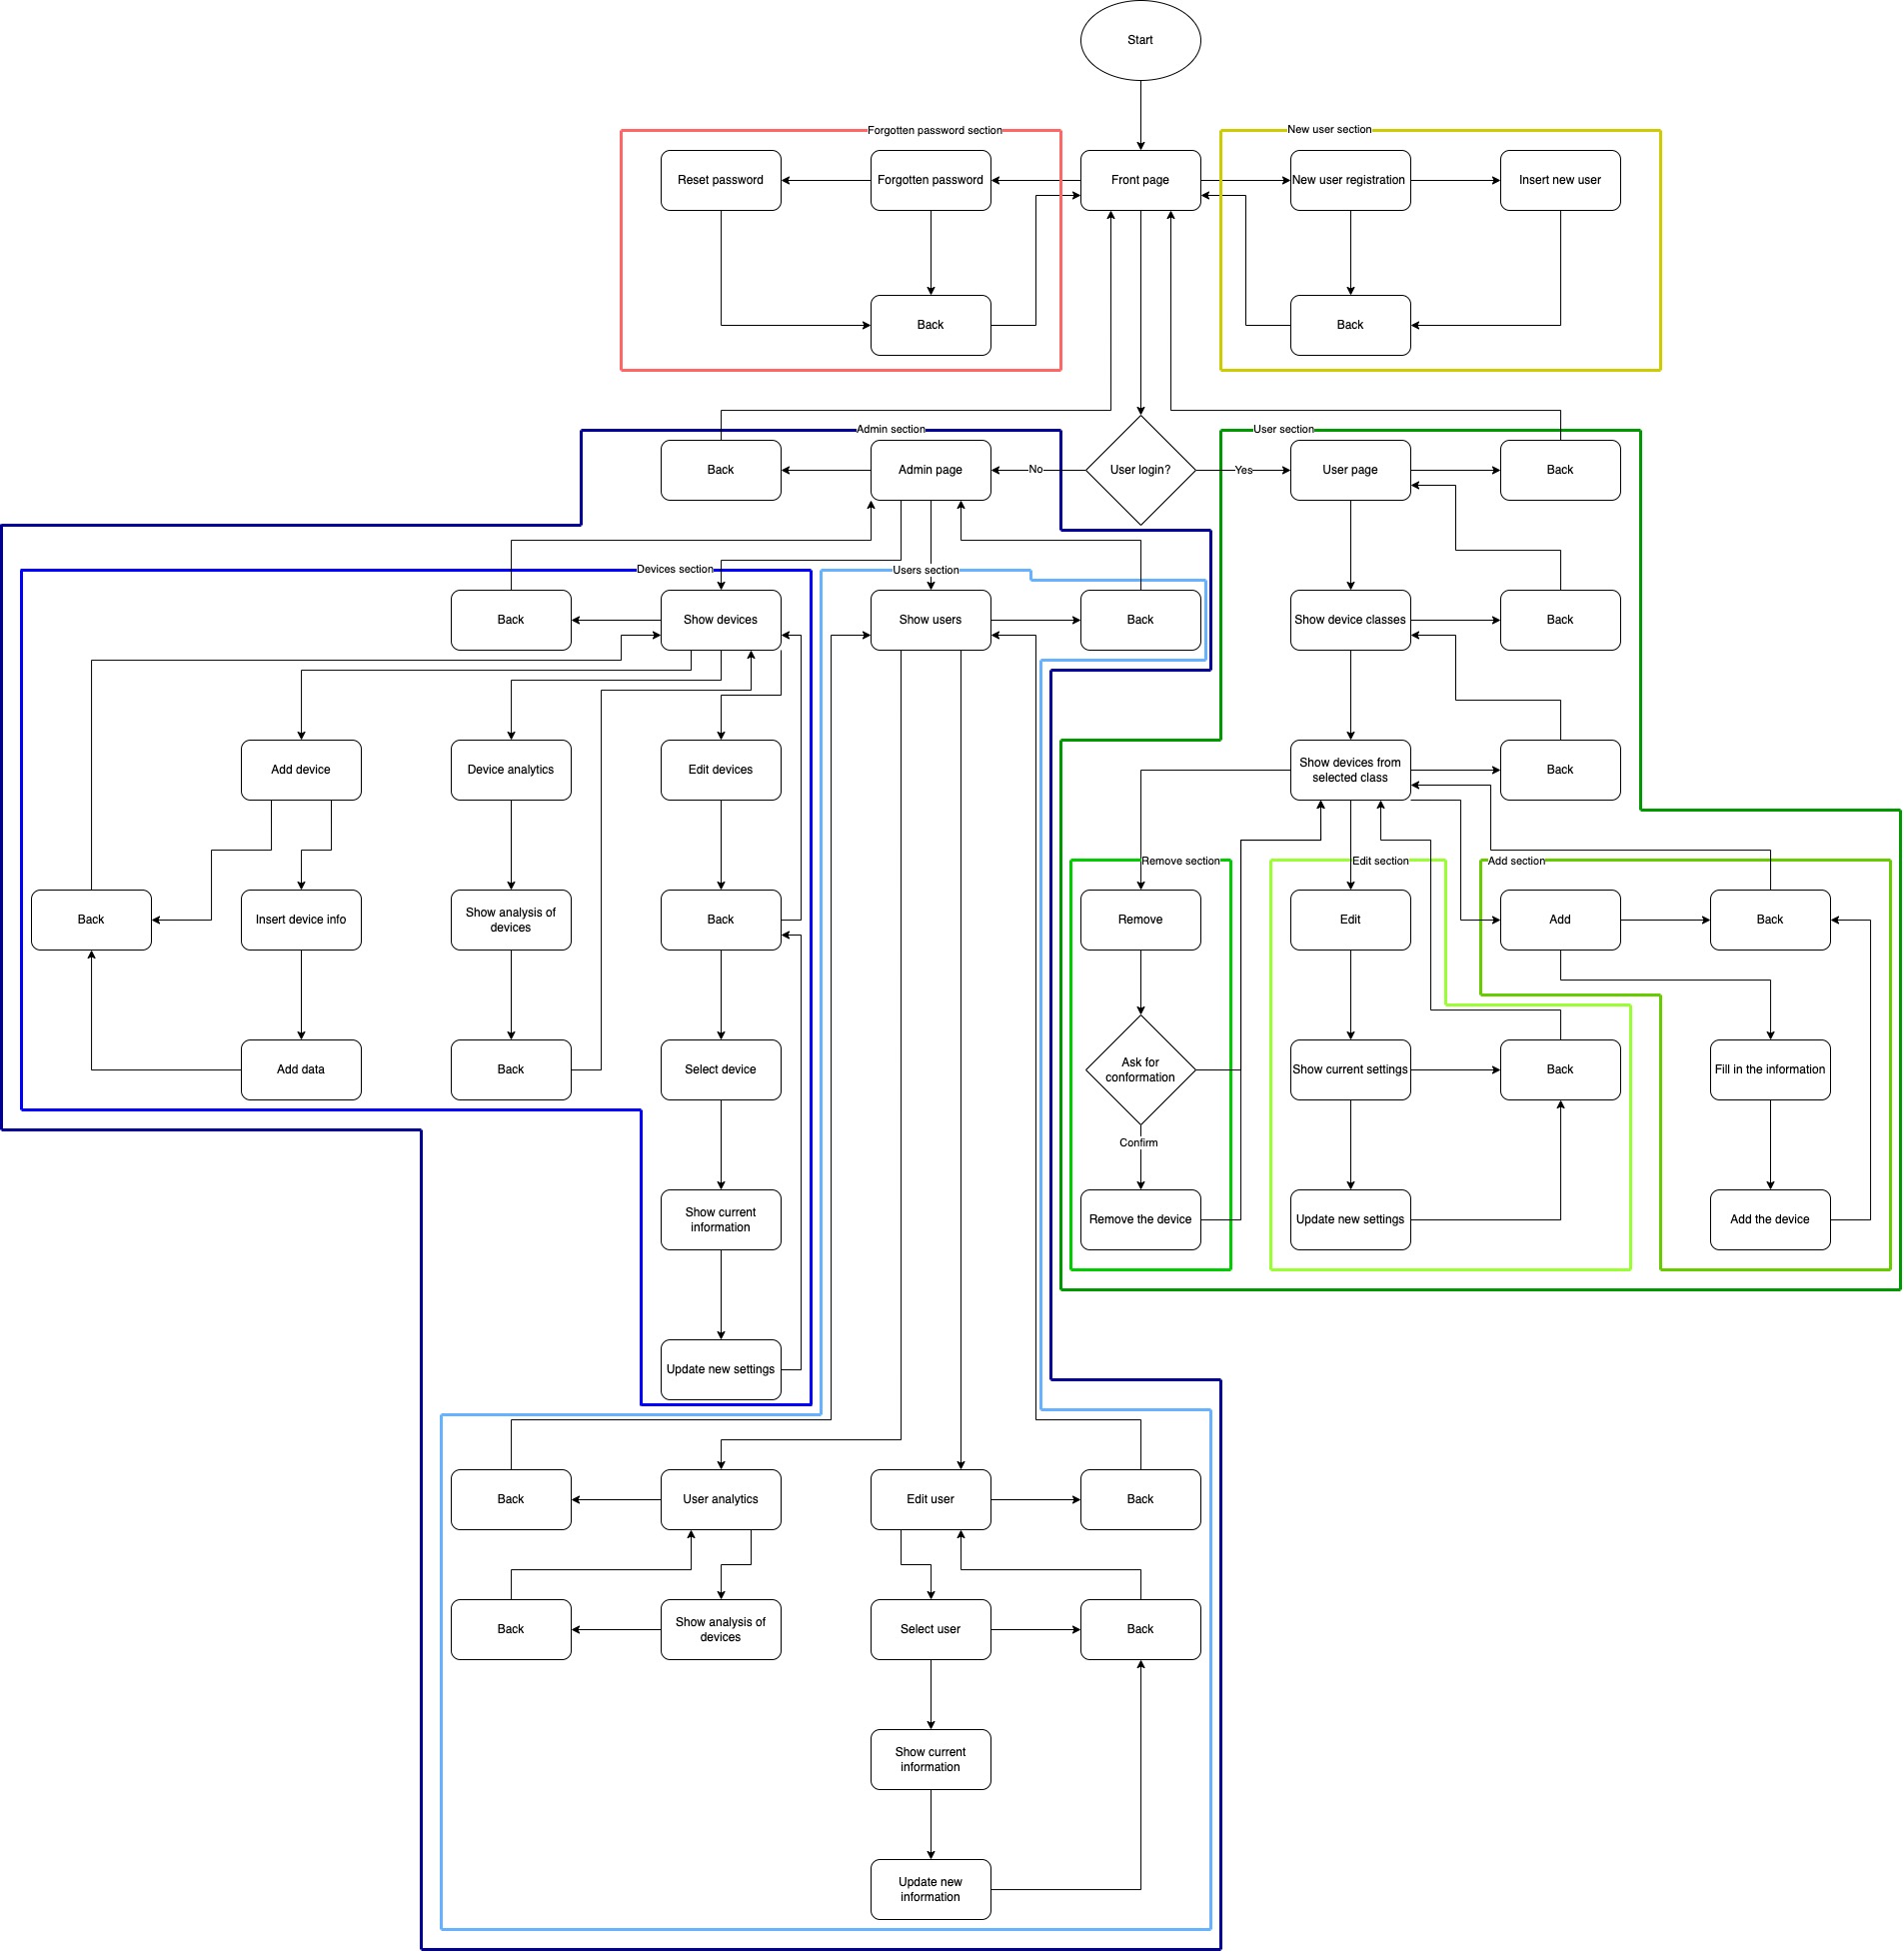 Start
Forgotten password section
New user section
Reset password
Forgotten password
Front page
New user registration
Insert new user
Back
Back
Admin section
User section
Back
Admin page
No
User login?
Yes
User page
Back
Devices section
Users section
Back
Show devices
Show users
Back
Show device classes
Back
Add device
Device analytics
Edit devices
Show devices from
selected class
Back
Remove section
Edit section
Add section
Back
Insert device info
Show analysis of
devices
Back
Remove
Edit
Add
Back
Add data
Back
Select device
Ask for
conformation
Show current settings
Back
Fill in the information
Confirm
Show current
information
Remove the device
Update new settings
Add the device
Update new settings
Back
User analytics
Edit user
Back
Back
Show analysis of
devices
Select user
Back
Show current
information
Update new
information